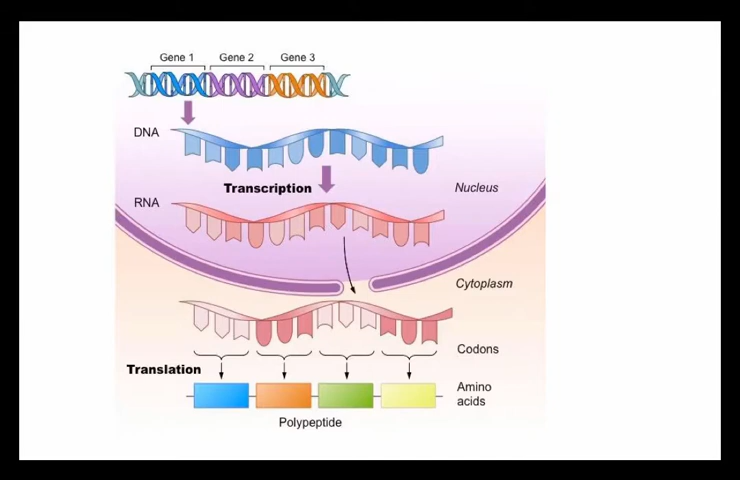 Gene 1
Gene 2
Gene 3
DNA
Transcription
Nucleus
RNA
Cytoplasm
Codons
Translation
Amino
acids
Polypeptide